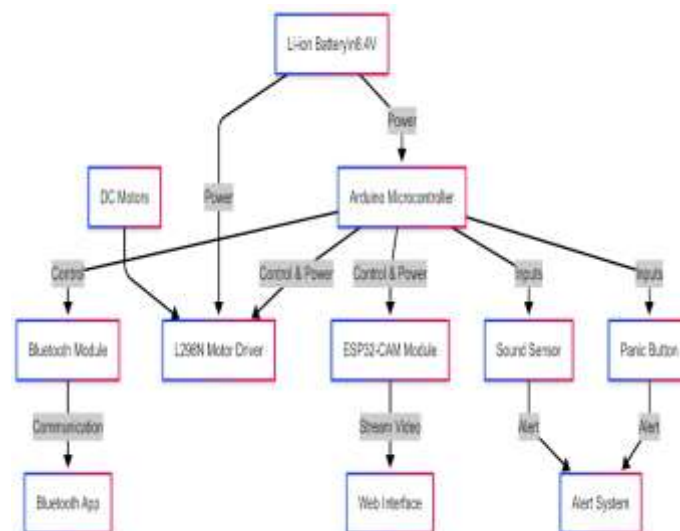 Li-ion Battery\n8.4V
Power
DC Motors
Power
Arduino Microcontroller
Control
Control & Power
Control & Power
Inputs
Inputs
Bluetooth Module
L298N Motor Driver
ESP32-CAM Module
Sound Sensor
Panic Button
Communication
Stream Video
Alert
Alert
Bluetooth App
Web Interface
Alert System